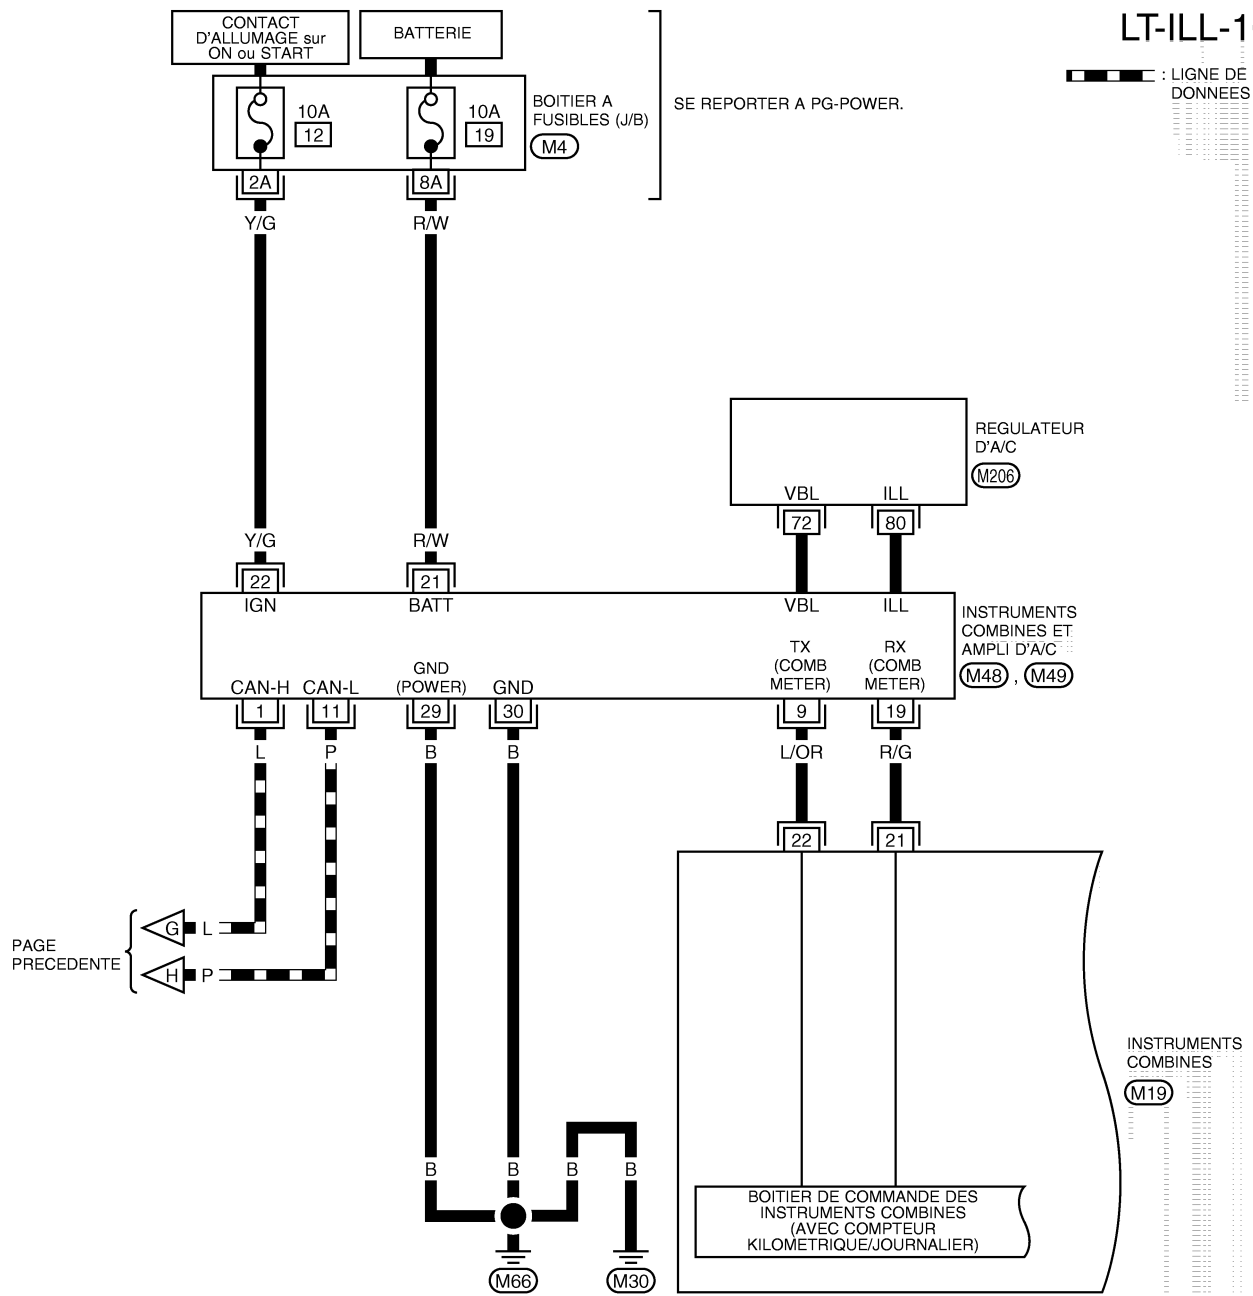 CONTACT
D'ALLUMAGE sur
ON ou START
BATTERIE
LT-ILL-1
: LIGNE DE
DONNEES
10A
12
10A
19
BOITIER A
FUSIBLES (J/B)
M4
SE REPORTER A PG-POWER.
2A
8A
Y/G
R/W
REGULATEUR
D'A/C
M206
VBL
ILL
72
80
Y/G
R/W
22
21
IGN
BATT
VBL
ILL
INSTRUMENTS
COMBINES ET
AMPLI D'A/C
M48 , M49
TX
(COMB
METER)
RX
(COMB
METER)
CAN-H
CAN-L
GND
(POWER)
GND
1
11
29
30
9
19
L
P
B
B
L/OR
R/G
22
21
PAGE
PRECEDENTE
G
L
H
P
INSTRUMENTS
COMBINES
M19
B
B
B
B
BOITIER DE COMMANDE DES
INSTRUMENTS COMBINES
(AVEC COMPTEUR
KILOMETRIQUE/JOURNALIER)
M66
M30